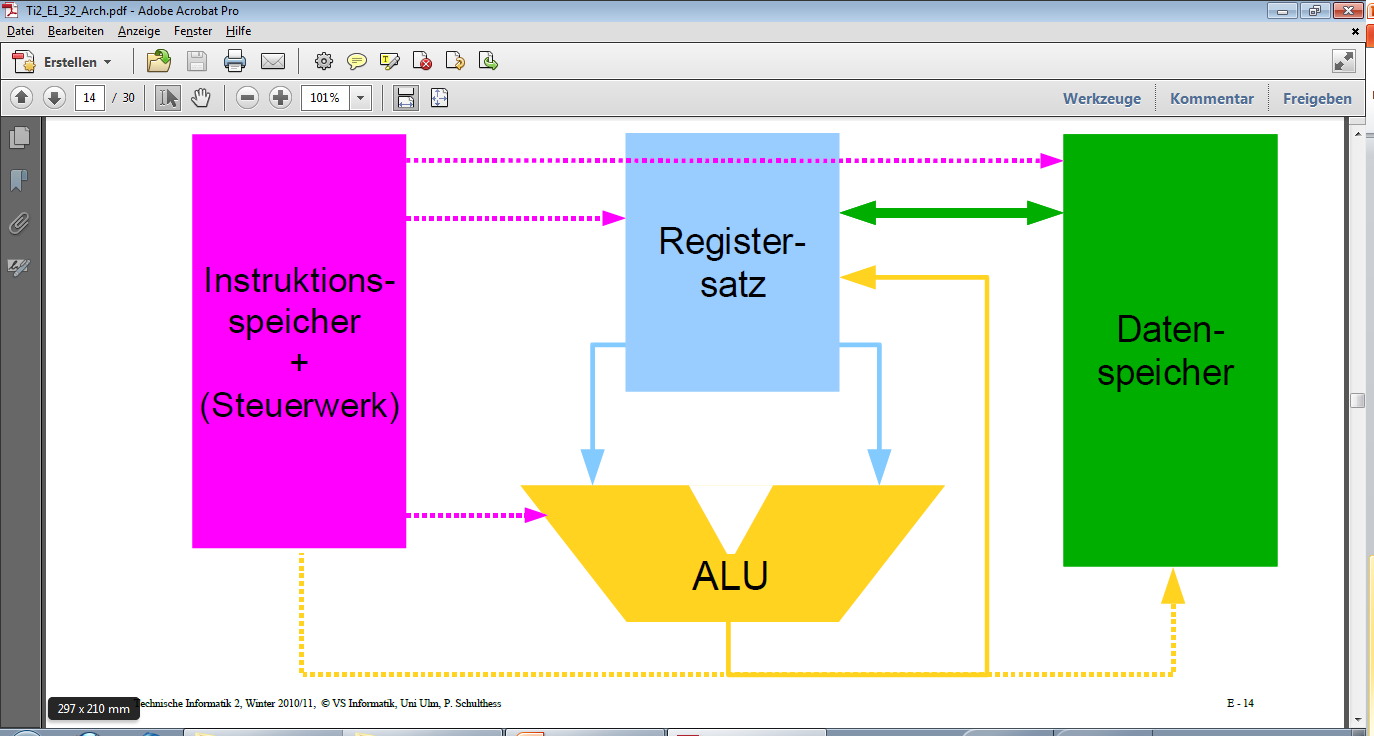 Ti2_E1_32_Arch.pdf - Adobe Acrobat Pro
Datei Bearbeiten Anzeige Fenster Hilfe
Erstellen
14 / 30 101% Werkzeuge Kommentar Freigeben
Instruktions-
speicher
+
(Steuerwerk)
Register-
satz
Daten-
speicher
ALU
297 x 210 mm
Technische Informatik 2, Winter 2010/11, © VS Informatik, Uni Ulm, P. Schulthess
E - 14